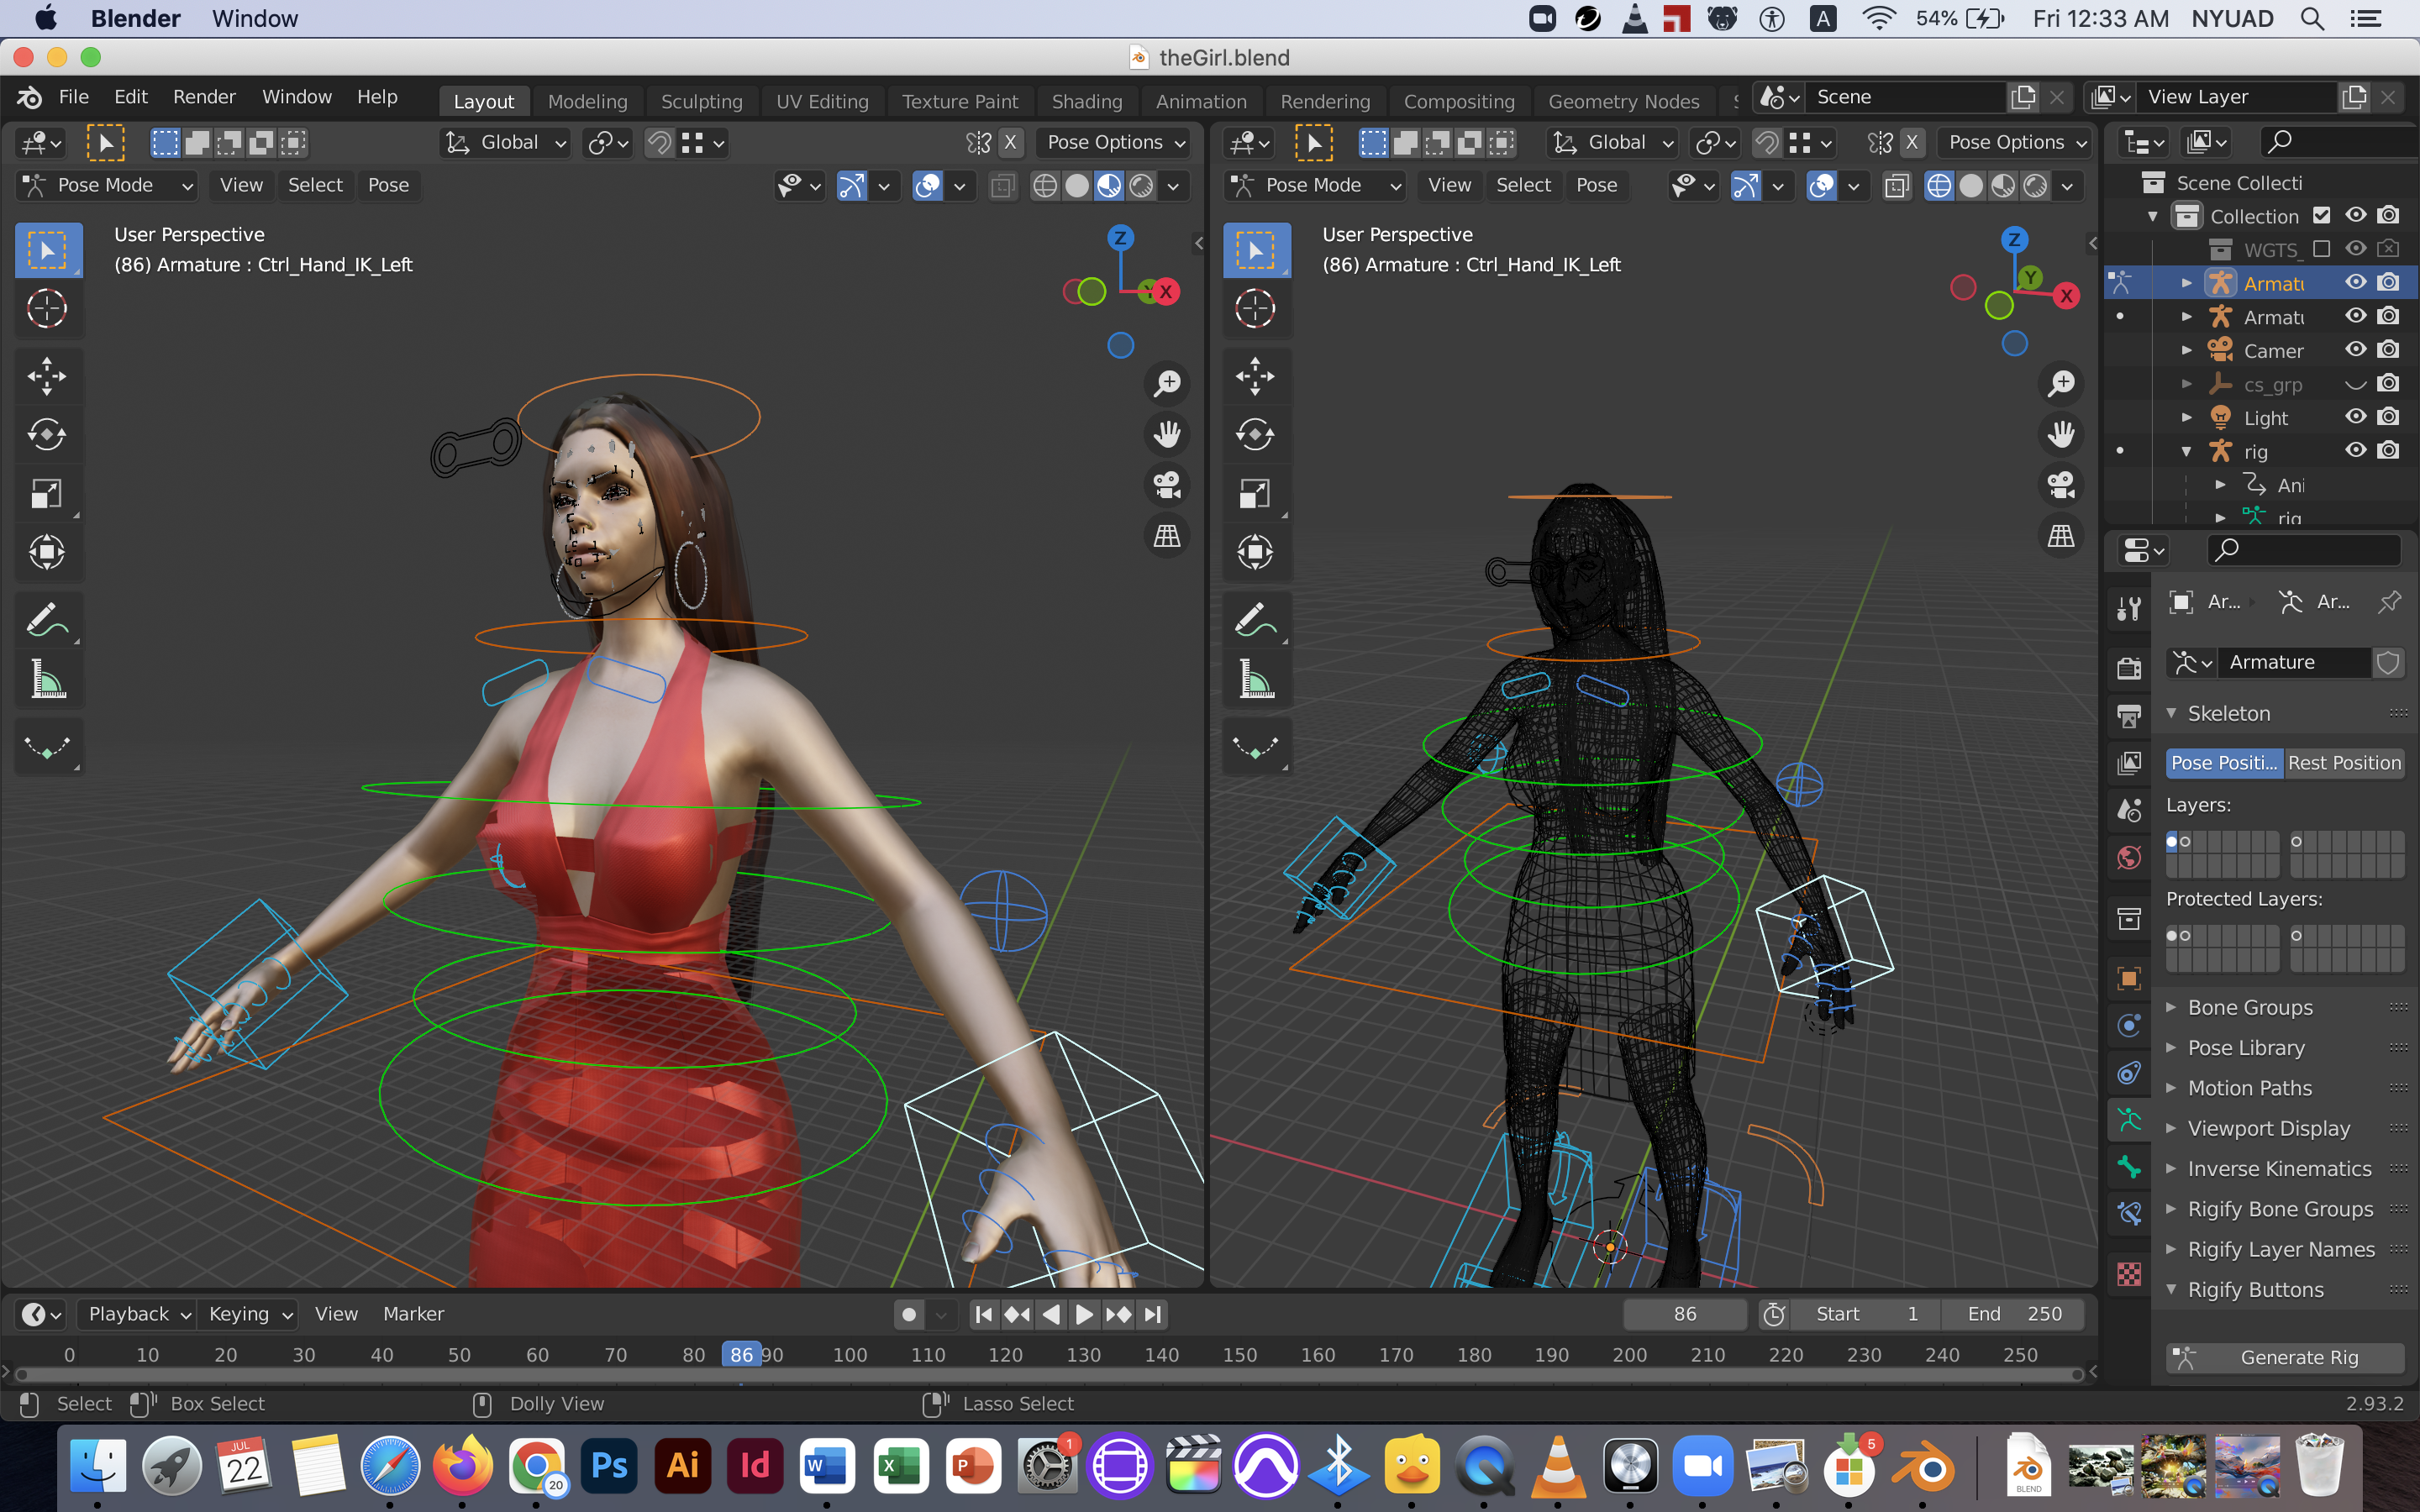 Blender Window 54% Fri 12:33 AM NYUAD
A
theGirl.blend
File Edit Render Window Help Layout Modeling Sculpting UV Editing Texture Paint Shading Animation Rendering Compositing Geometry Nodes Scene View Layer
Global X Pose Options Global X Pose Options
Pose Mode View Select Pose Pose Mode View Select Pose
Scene Collecti
Collection
WGTS_
Armatu
Armatu
Camer
cs_grp
Light
rig
Ani
rig
User Perspective
(86) Armature : Ctrl_Hand_IK_Left
Z
Y X
User Perspective
(86) Armature : Ctrl_Hand_IK_Left
Z
Y
X
Ar... Ar...
Armature
Skeleton
Pose Positi... Rest Position
Layers:
Protected Layers:
Bone Groups
Pose Library
Motion Paths
Viewport Display
Inverse Kinematics
Rigify Bone Groups
Rigify Layer Names
Rigify Buttons
Generate Rig
Playback Keying View Marker 86 Start 1 End 250
0 10 20 30 40 50 60 70 80 86 90 100 110 120 130 140 150 160 170 180 190 200 210 220 230 240 250
Select Box Select Dolly View Lasso Select 2.93.2
JUL
22
20
Ps
Ai
Id
W
X
P
1
5
BLEND